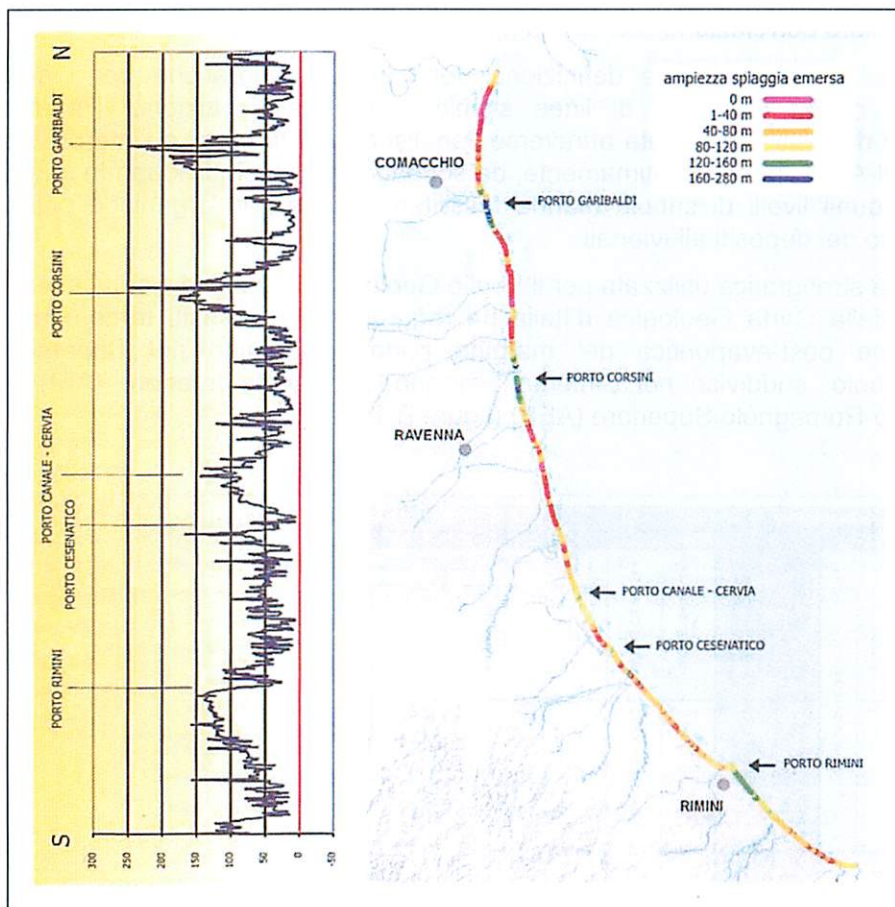 N
S
PORTO GARIBALDI
PORTO CORSINI
PORTO CANALE - CERVIA
PORTO CESENATICO
PORTO RIMINI
300
250
200
150
100
50
0
-50
ampiezza spiaggia emersa
0 m
1-40 m
40-80 m
80-120 m
120-160 m
160-280 m
COMACCHIO
PORTO GARIBALDI
PORTO CORSINI
RAVENNA
PORTO CANALE - CERVIA
PORTO CESENATICO
PORTO RIMINI
RIMINI